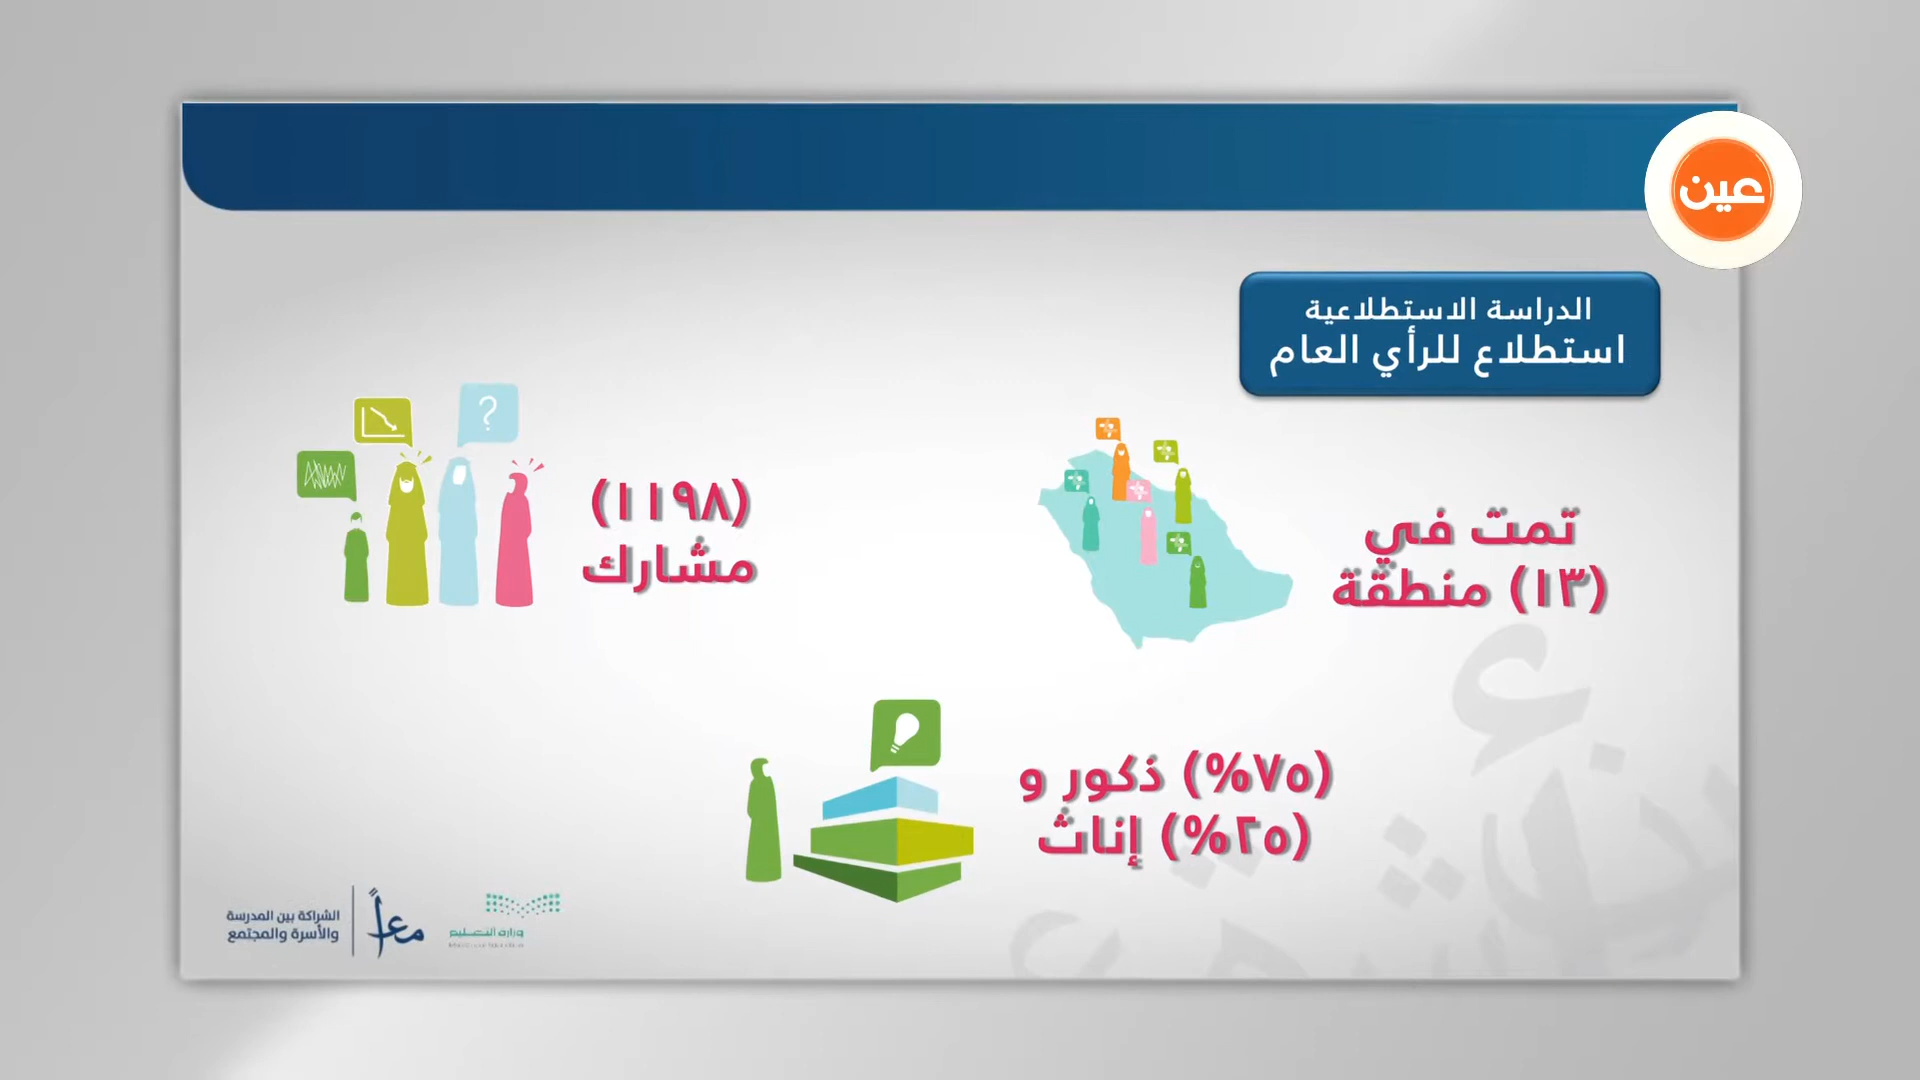 عين
الدراسة الاستطلاعية
استطلاع للرأي العام
تمت في
(١٣) منطقة
(١١٩٨)
مشارك
?
(٧٥%) ذكور و
(٢٥%) إناث
وزارة التعليم
معاً
الشراكة بين المدرسة
والأسرة والمجتمع